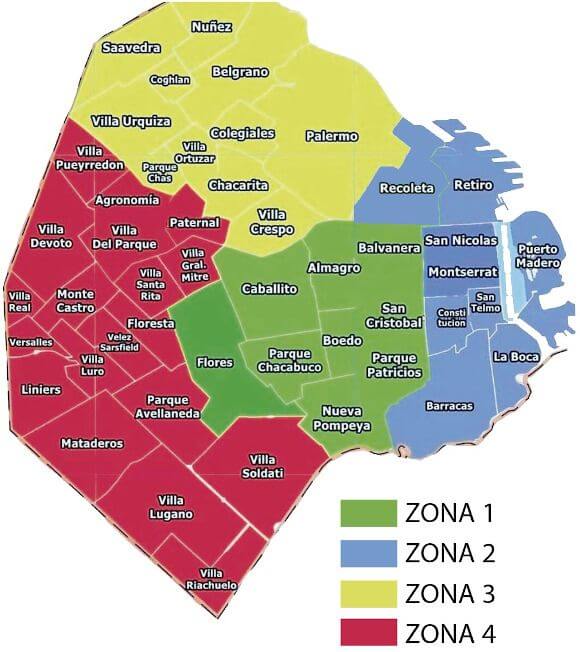 Nuñez
Saavedra
Belgrano
Coghlan
Villa Urquiza
Colegiales
Palermo
Villa
Ortuzar
Villa
Pueyrredon
Parque
Chas
Chacarita
Recoleta
Retiro
Agronomía
Paternal
Villa
Crespo
Villa
Devoto
Villa
Del Parque
Balvanera
San Nicolas
Puerto
Madero
Villa
Gral.
Mitre
Almagro
Montserrat
Villa
Santa
Rita
Caballito
Villa
Real
Monte
Castro
San
Telmo
San
Cristobal
Consti
tucion
Floresta
Versalles
Velez
Sarsfield
Boedo
Villa
Luro
Flores
Parque
Chacabuco
Parque
Patricios
La Boca
Liniers
Parque
Avellaneda
Nueva
Pompeya
Barracas
Mataderos
Villa
Soldati
Villa
Lugano
Villa
Riachuelo
ZONA 1
ZONA 2
ZONA 3
ZONA 4